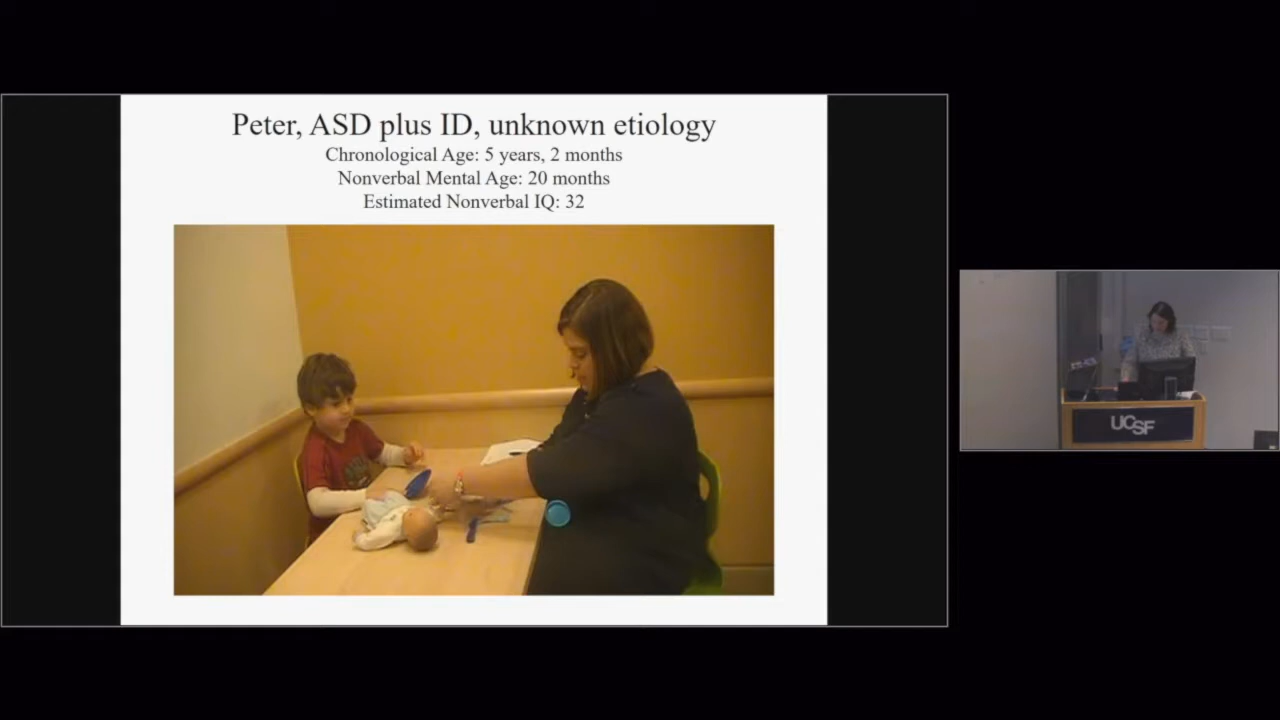 Peter, ASD plus ID, unknown etiology
Chronological Age: 5 years, 2 months
Nonverbal Mental Age: 20 months
Estimated Nonverbal IQ: 32
UCSF